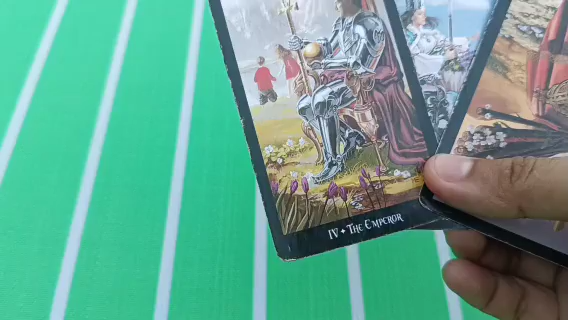 IV ✦ The Emperor